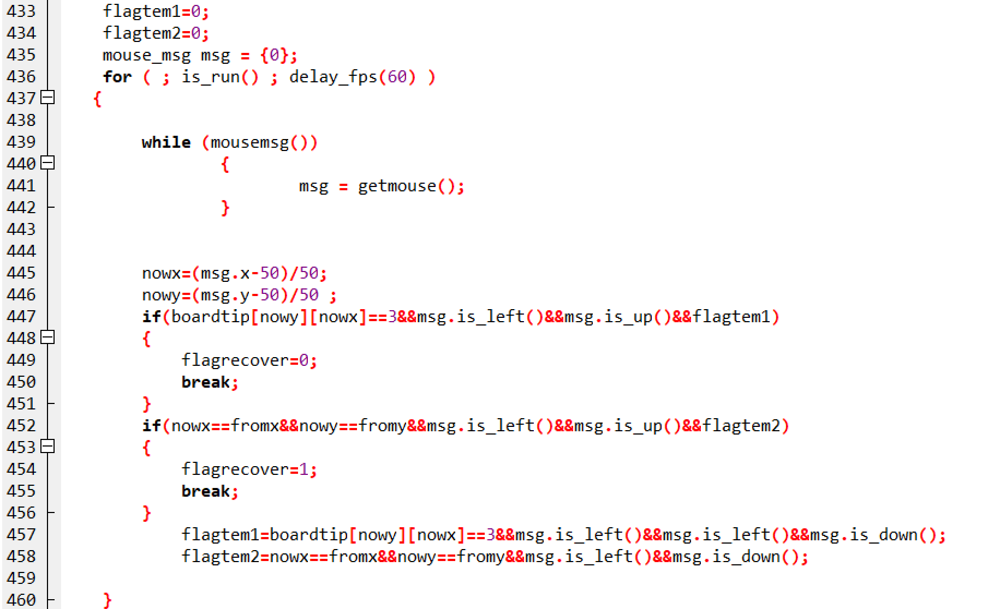 433 flagtem1=0;
434 flagtem2=0;
435 mouse_msg msg = {0};
436 for ( ; is_run() ; delay_fps(60) )
437 {
438
439 while (mousemsg())
440 {
441 msg = getmouse();
442 }
443
444
445 nowx=(msg.x-50)/50;
446 nowy=(msg.y-50)/50 ;
447 if(boardtip[nowy][nowx]==3&&msg.is_left()&&msg.is_up()&&flagtem1)
448 {
449 flagrecover=0;
450 break;
451 }
452 if(nowx==fromx&&nowy==fromy&&msg.is_left()&&msg.is_up()&&flagtem2)
453 {
454 flagrecover=1;
455 break;
456 }
457 flagtem1=boardtip[nowy][nowx]==3&&msg.is_left()&&msg.is_left()&&msg.is_down();
458 flagtem2=nowx==fromx&&nowy==fromy&&msg.is_left()&&msg.is_down();
459
460 }